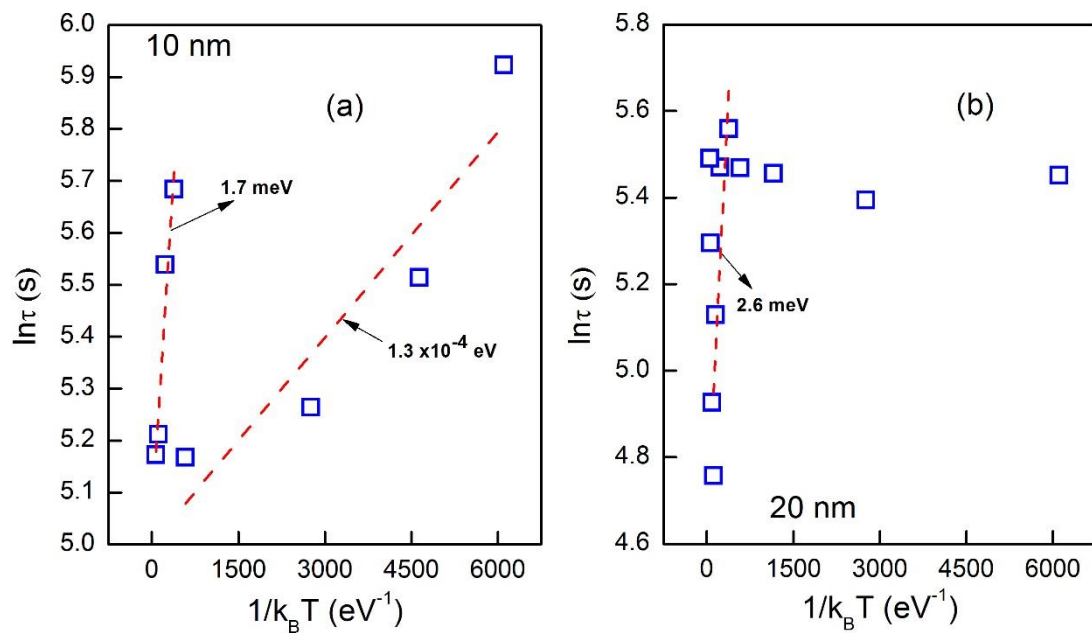 10 nm
(a)
6.0
5.9
5.8
5.7
5.6
5.5
5.4
5.3
5.2
5.1
5.0
lnτ (s)
1.7 meV
1.3 x10⁻⁴ eV
0 1500 3000 4500 6000
1/k_BT (eV⁻¹)
(b)
5.8
5.6
5.4
5.2
5.0
4.8
4.6
lnτ (s)
2.6 meV
20 nm
0 1500 3000 4500 6000
1/k_BT (eV⁻¹)